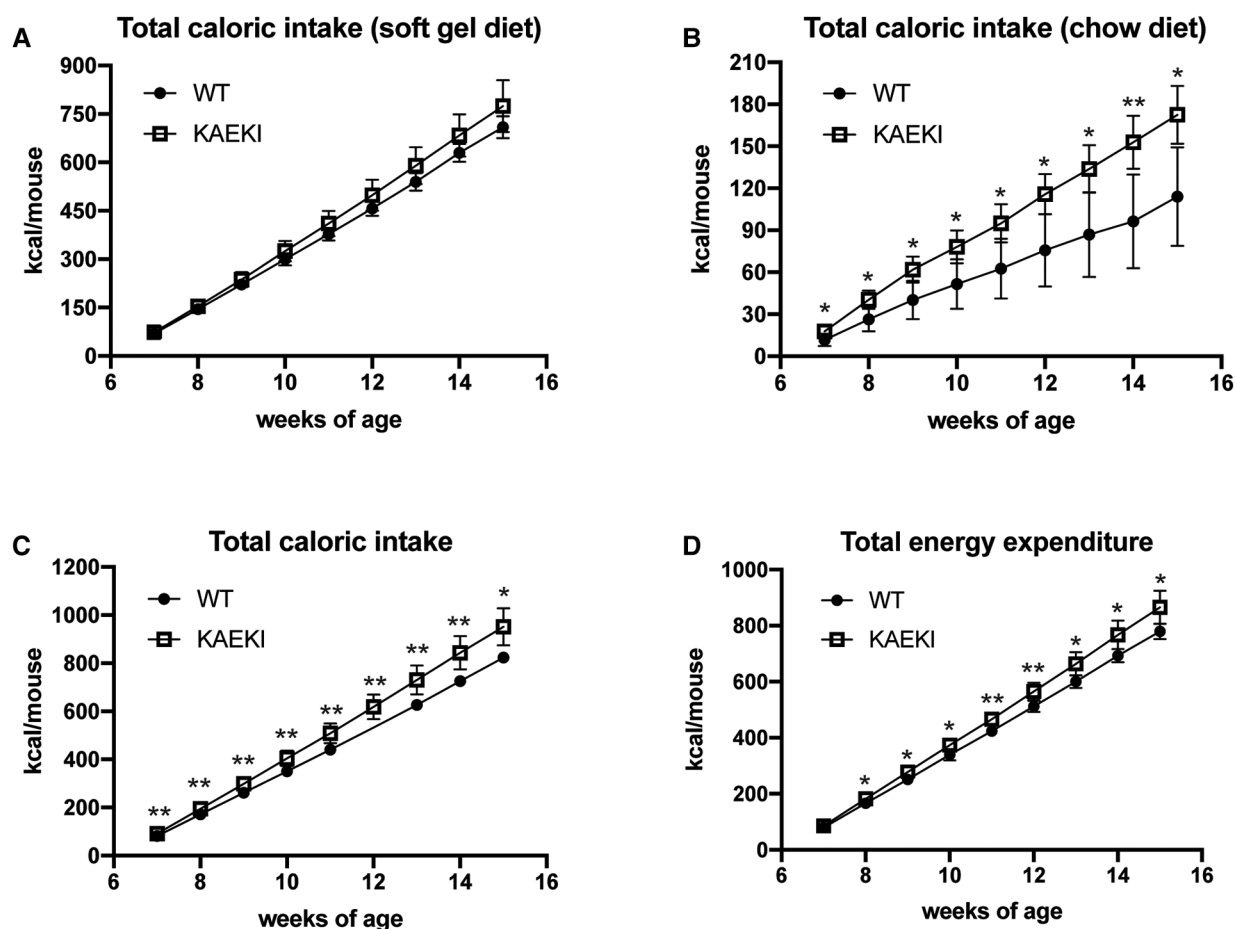 A
Total caloric intake (soft gel diet)
900
750
600
450
300
150
0
kcal/mouse
WT
KAEKI
6 8 10 12 14 16
weeks of age
B
Total caloric intake (chow diet)
210
180
150
120
90
60
30
0
kcal/mouse
WT
KAEKI
* * * * * * * ** *
6 8 10 12 14 16
weeks of age
C
Total caloric intake
1200
1000
800
600
400
200
0
kcal/mouse
WT
KAEKI
** ** ** ** ** ** ** ** *
6 8 10 12 14 16
weeks of age
D
Total energy expenditure
1000
800
600
400
200
0
kcal/mouse
WT
KAEKI
* * * ** ** * * *
6 8 10 12 14 16
weeks of age